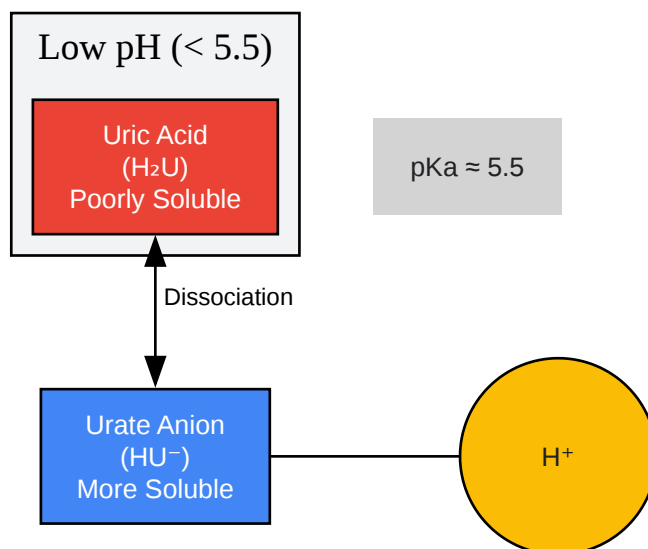 Low pH (< 5.5)
Uric Acid
(H₂U)
Poorly Soluble
pKa ≈ 5.5
Dissociation
Urate Anion
(HU⁻)
More Soluble
H⁺